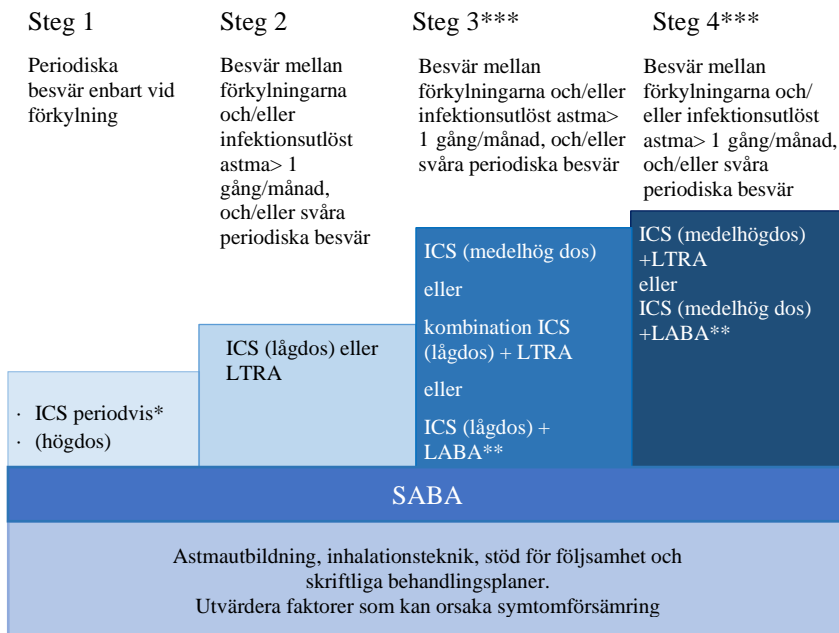 Steg 1
Periodiska
besvär enbart vid
förkylning
Steg 2
Besvär mellan
förkylningarna
och/eller
infektionsutlöst
astma> 1
gång/månad,
och/eller svåra
periodiska besvär
Steg 3***
Besvär mellan
förkylningarna och/eller
infektionsutlöst astma>
1 gång/månad, och/eller
svåra periodiska besvär
Steg 4***
Besvär mellan
förkylningarna och/
eller infektionsutlöst
astma> 1 gång/månad,
och/eller svåra
periodiska besvär
· ICS periodvis*
· (högdos)
ICS (lågdos) eller
LTRA
ICS (medelhög dos)
eller
kombination ICS
(lågdos) + LTRA
eller
ICS (lågdos) +
LABA**
ICS (medelhögdos)
+LTRA
eller
ICS (medelhög dos)
+LABA**
SABA
Astmautbildning, inhalationsteknik, stöd för följsamhet och
skriftliga behandlingsplaner.
Utvärdera faktorer som kan orsaka symtomförsämring